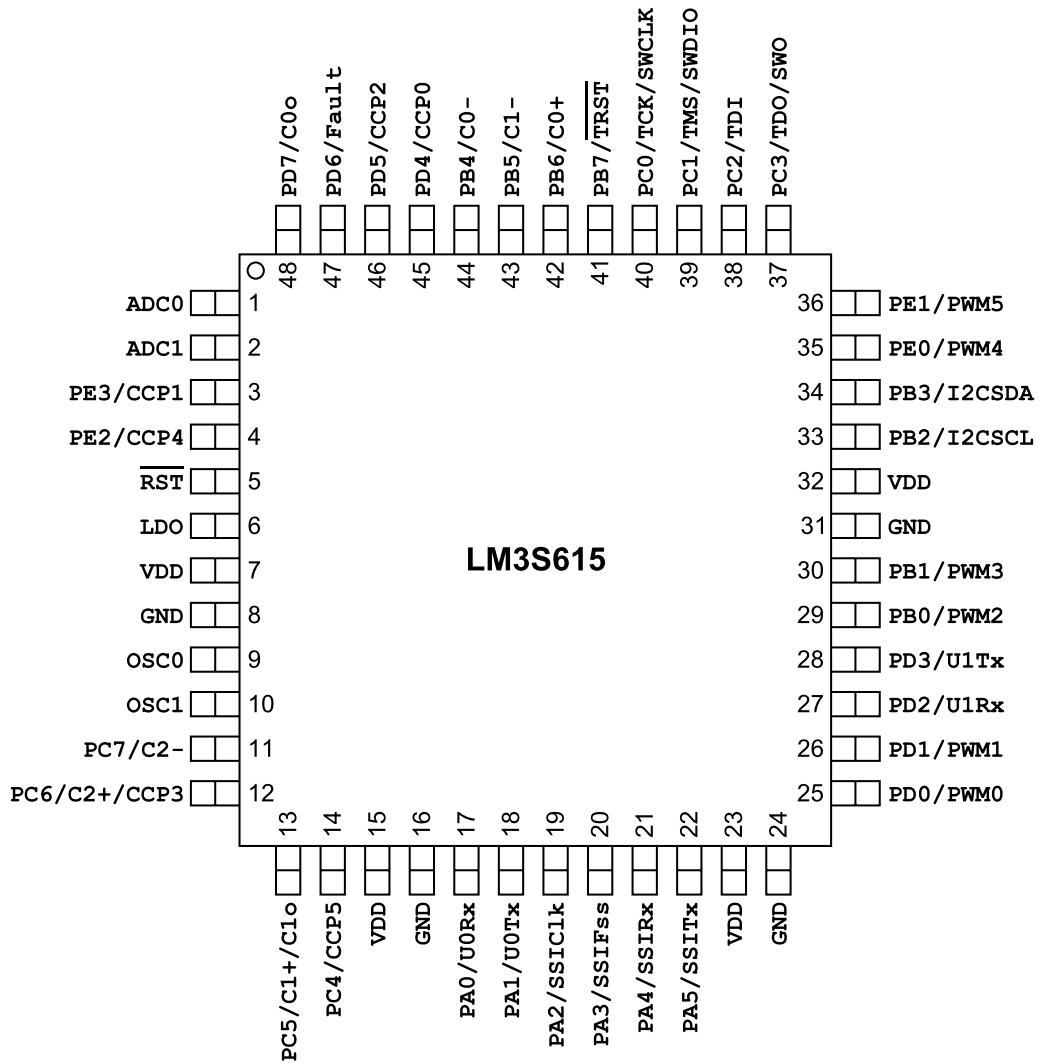 PD7/C0o
PD6/Fault
PD5/CCP2
PD4/CCP0
PB4/C0-
PB5/C1-
PB6/C0+
PB7/TRST
PC0/TCK/SWCLK
PC1/TMS/SWDIO
PC2/TDI
PC3/TDO/SWO
48
47
46
45
44
43
42
41
40
39
38
37
ADC0 1
ADC1 2
PE3/CCP1 3
PE2/CCP4 4
RST 5
LDO 6
VDD 7
GND 8
OSC0 9
OSC1 10
PC7/C2- 11
PC6/C2+/CCP3 12
LM3S615
36 PE1/PWM5
35 PE0/PWM4
34 PB3/I2CSDA
33 PB2/I2CSCL
32 VDD
31 GND
30 PB1/PWM3
29 PB0/PWM2
28 PD3/U1Tx
27 PD2/U1Rx
26 PD1/PWM1
25 PD0/PWM0
13
14
15
16
17
18
19
20
21
22
23
24
PC5/C1+/C1o
PC4/CCP5
VDD
GND
PA0/U0Rx
PA1/U0Tx
PA2/SSIClk
PA3/SSIFss
PA4/SSIRx
PA5/SSITx
VDD
GND